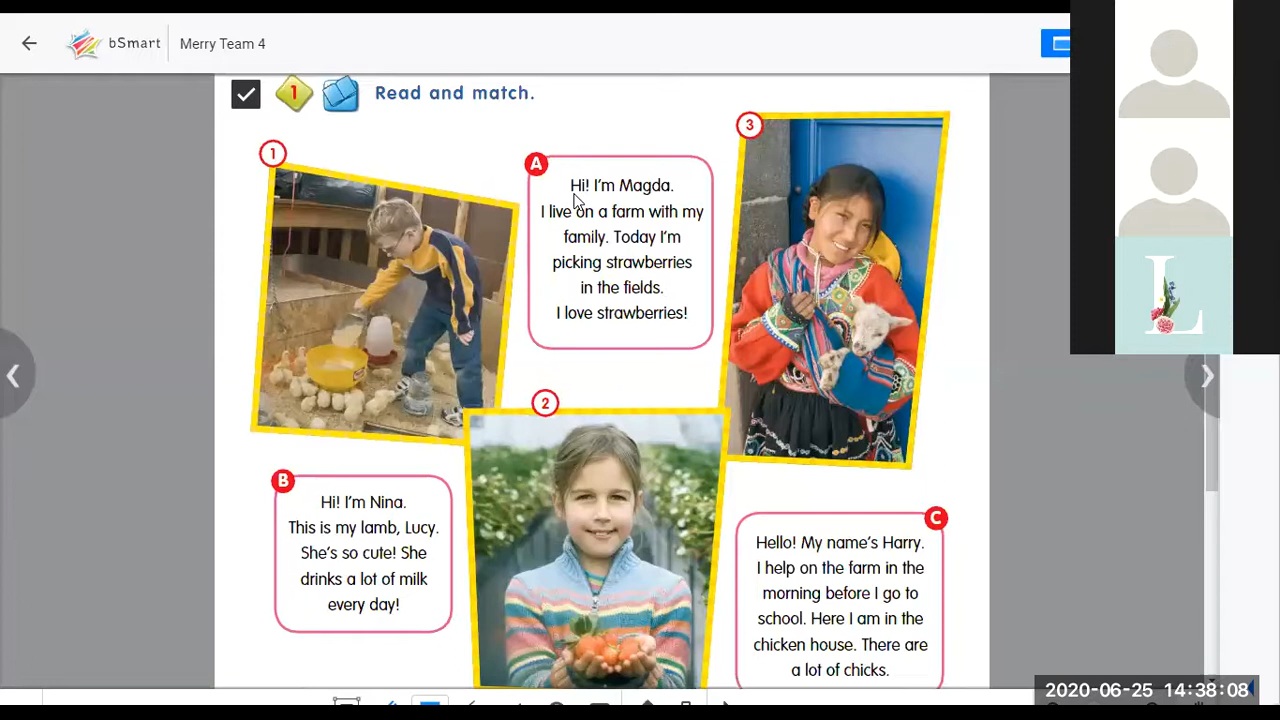 bSmart
Merry Team 4
1
Read and match.
1
A
Hi! I'm Magda.
I live on a farm with my
family. Today I'm
picking strawberries
in the fields.
I love strawberries!
3
2
B
Hi! I'm Nina.
This is my lamb, Lucy.
She's so cute! She
drinks a lot of milk
every day!
C
Hello! My name's Harry.
I help on the farm in the
morning before I go to
school. Here I am in the
chicken house. There are
a lot of chicks.
L
2020-06-25 14:38:08